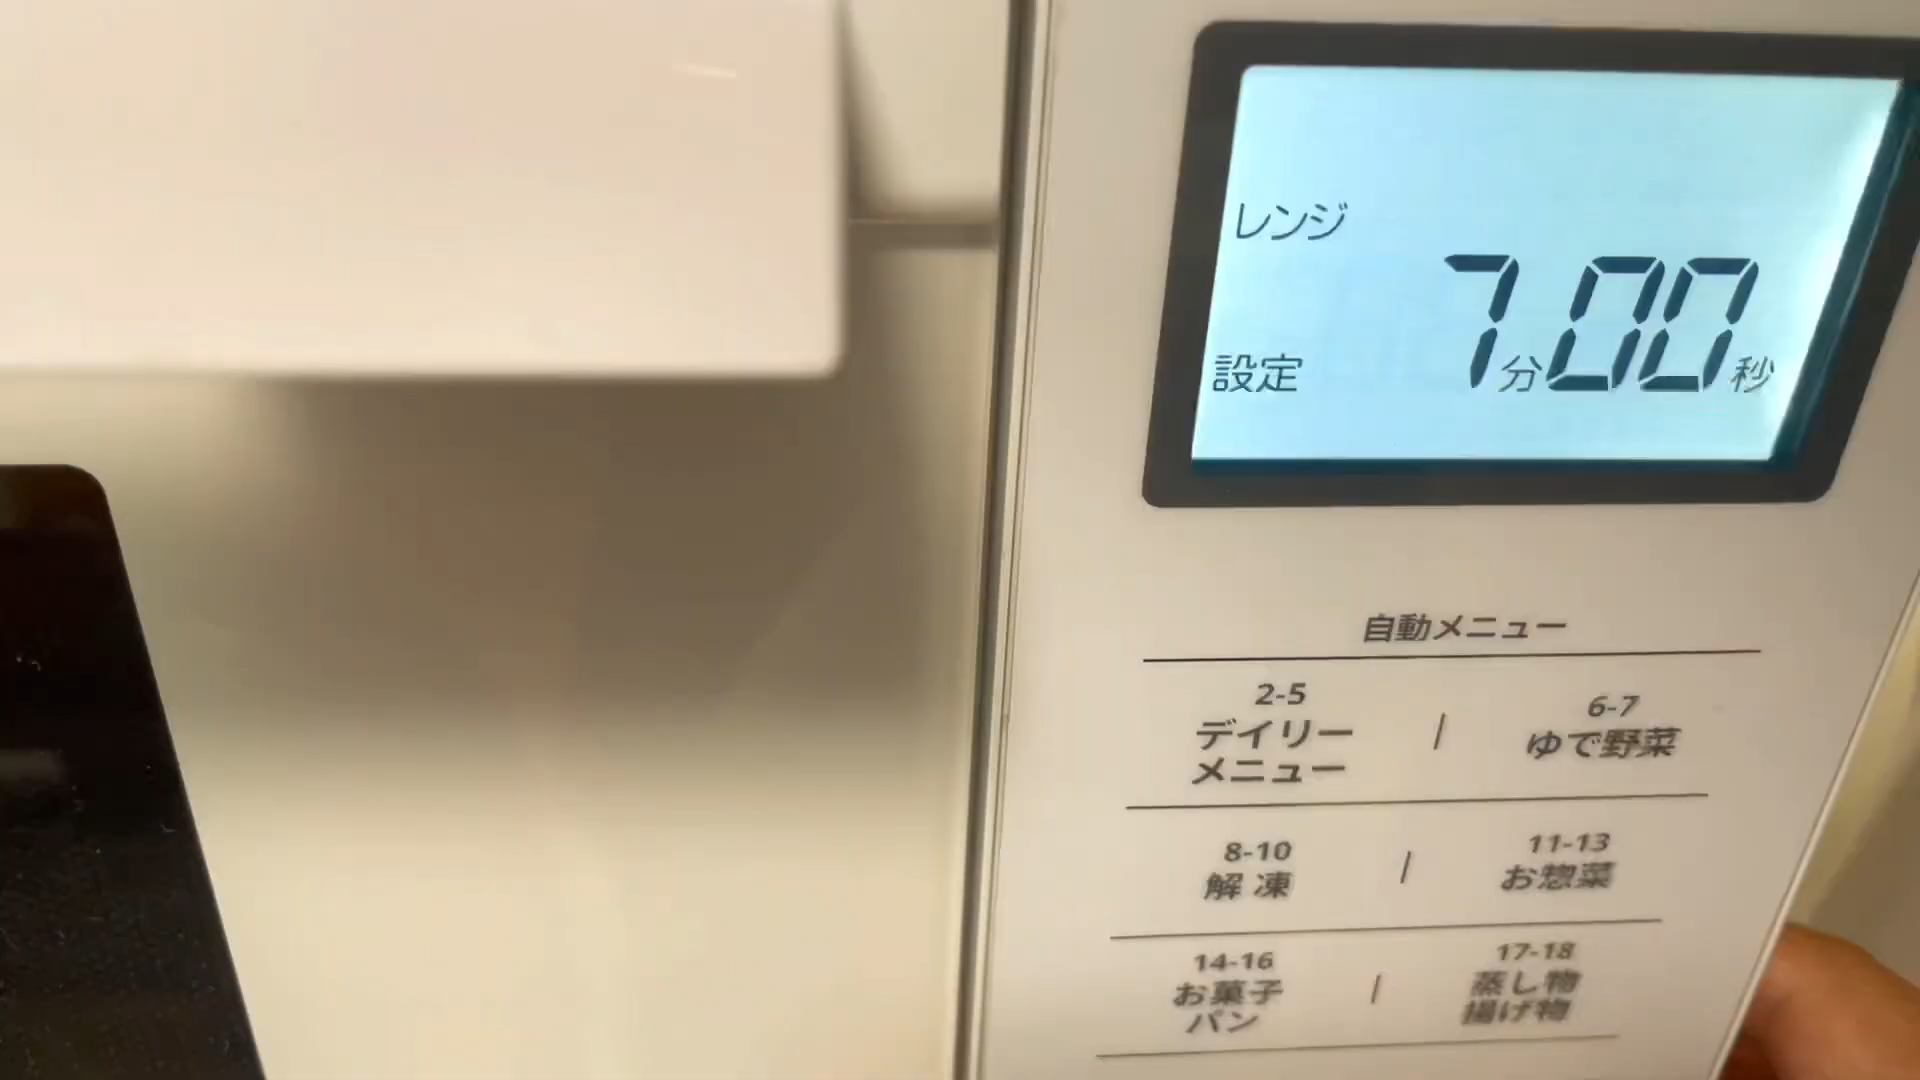 レンジ
設定 7分00秒
自動メニュー
2-5
デイリー
メニュー
6-7
ゆで野菜
8-10
解凍
11-13
お惣菜
14-16
お菓子
パン
17-18
蒸し物
揚げ物